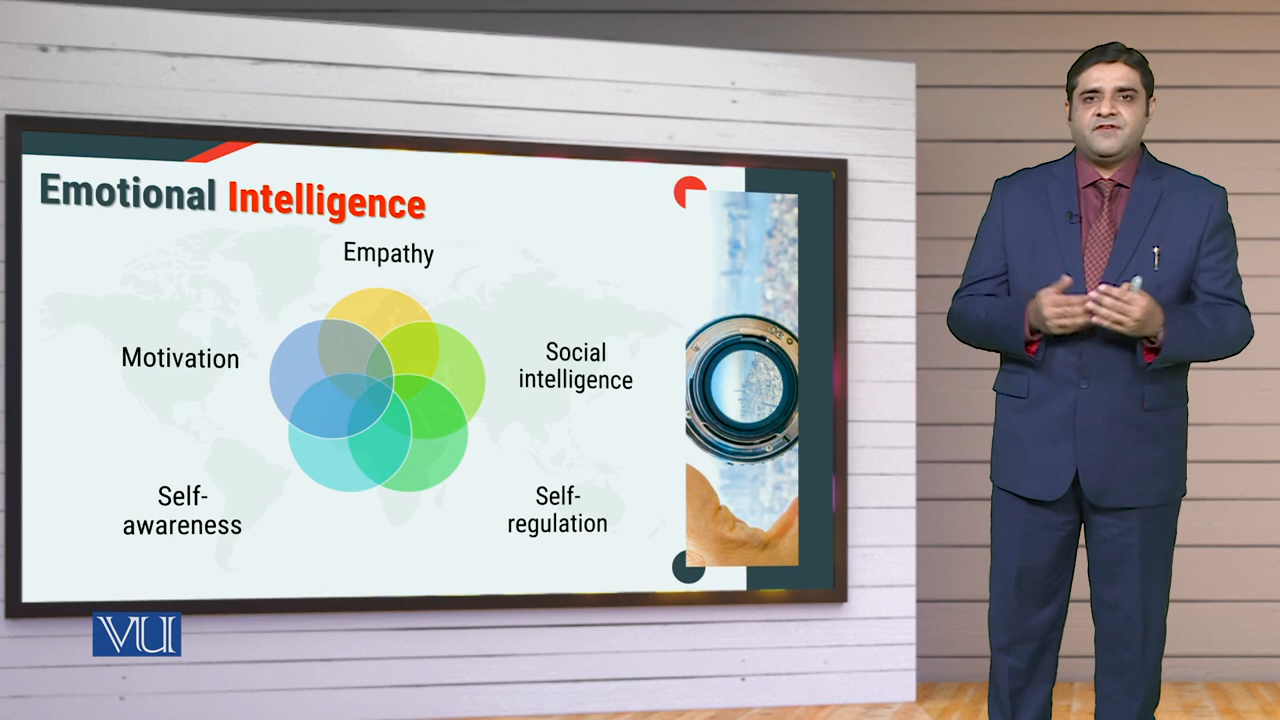 Emotional Intelligence
Empathy
Motivation
Social
intelligence
Self-
awareness
Self-
regulation
VU